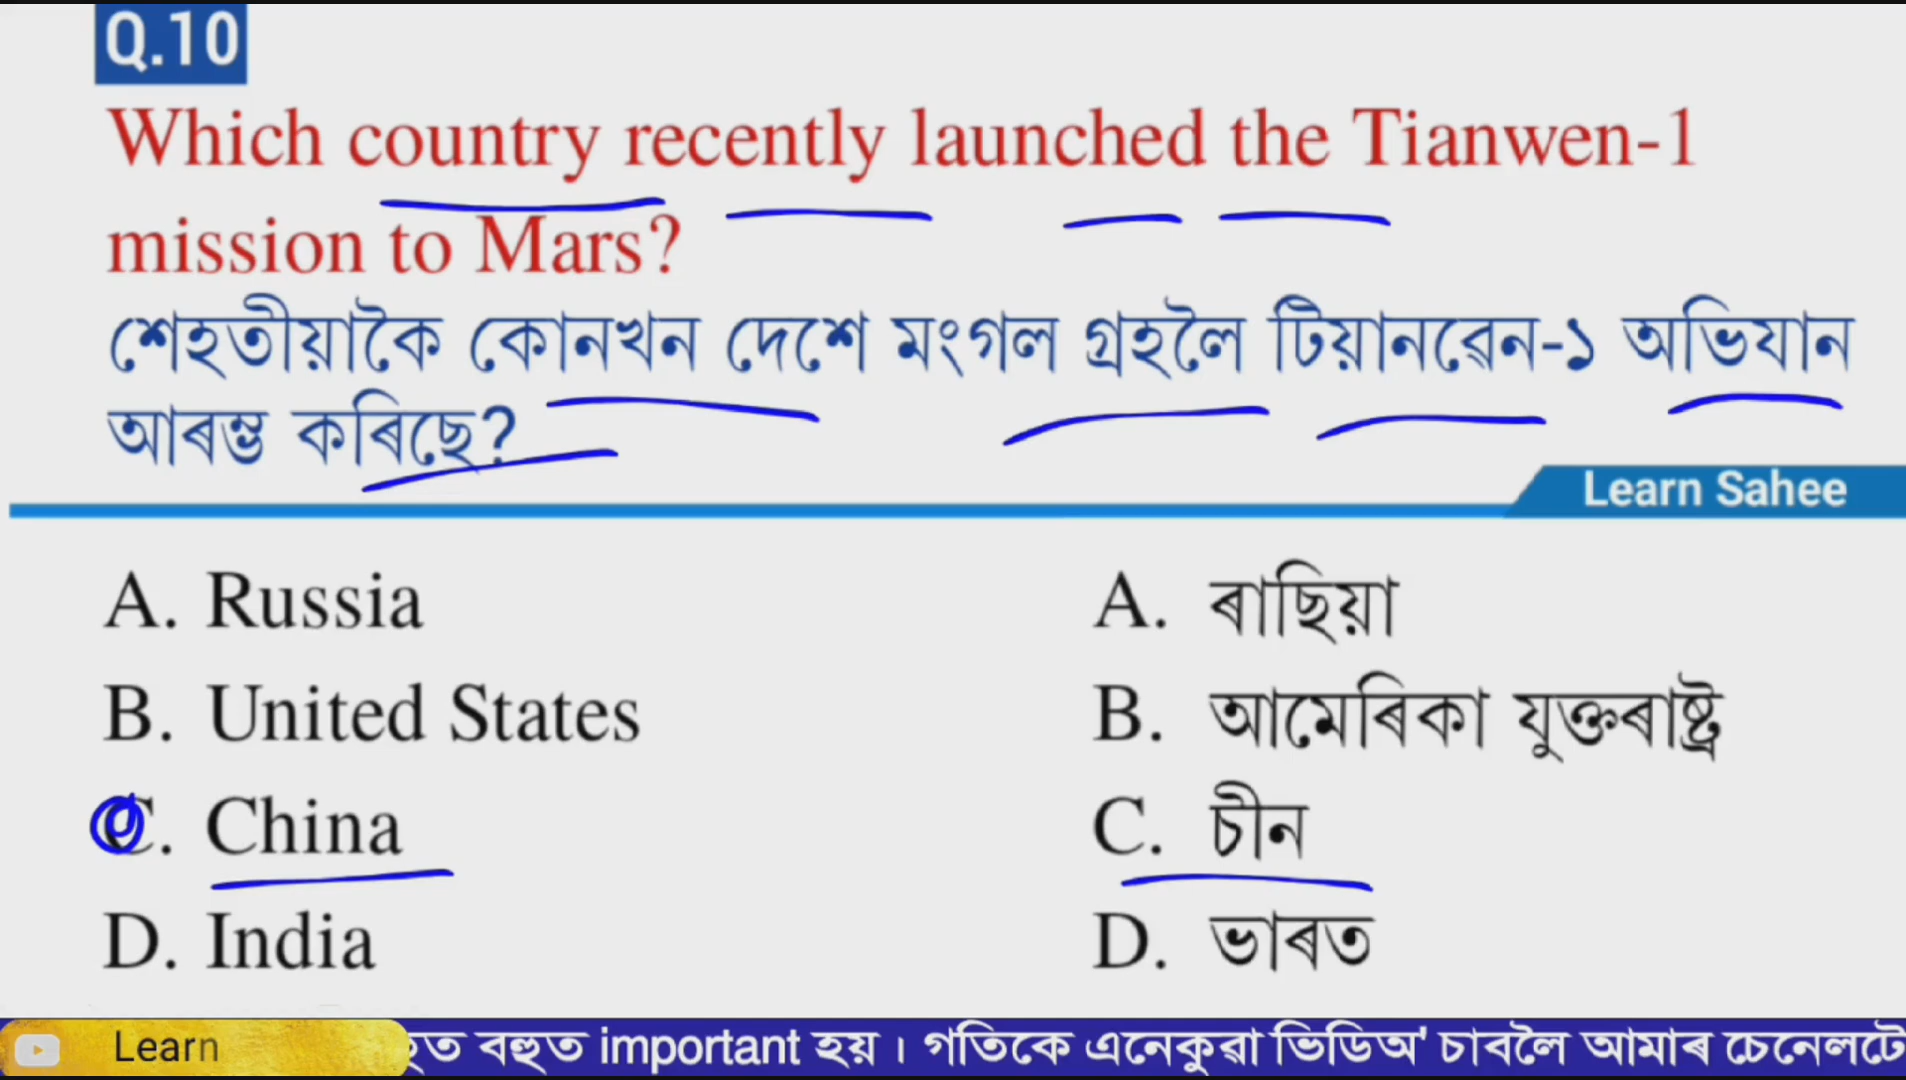 Q.10
Which country recently launched the Tianwen-1
mission to Mars?
শেহতীয়াকৈ কোনখন দেশে মংগল গ্ৰহলৈ টিয়ানৱেন-১ অভিযান
আৰম্ভ কৰিছে?
Learn Sahee
A. Russia
B. United States
C. China
D. India
A. ৰাছিয়া
B. আমেৰিকা যুক্তৰাষ্ট্ৰ
C. চীন
D. ভাৰত
Learn
বহুত important হয় । গতিকে এনেকুৱা ভিডিঅ' চাবলৈ আমাৰ